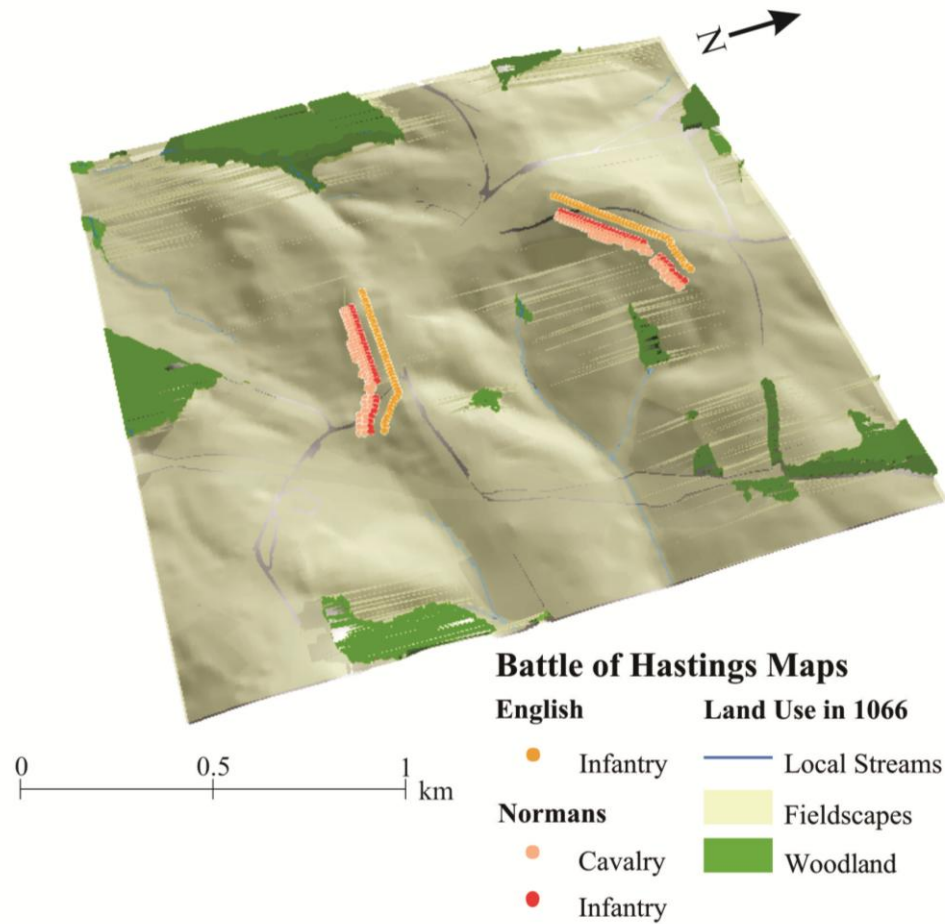 N
Battle of Hastings Maps
English
Land Use in 1066
Infantry
Local Streams
Normans
Fieldscapes
Cavalry
Woodland
Infantry
0 0.5 1 km